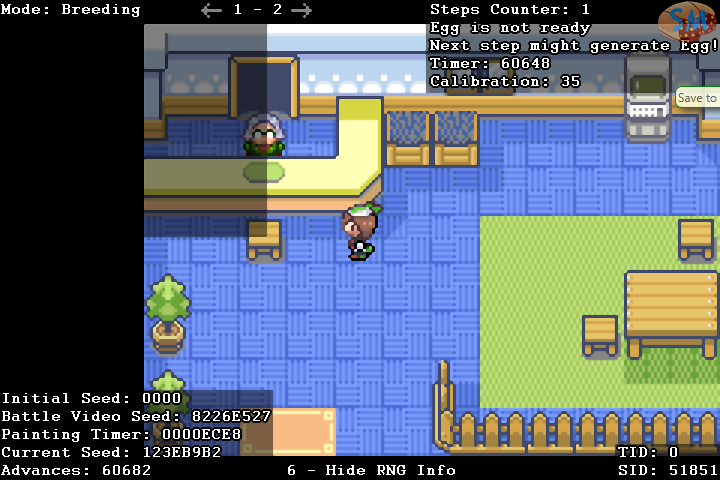 Mode: Breeding
1 - 2
Steps Counter: 1
Egg is not ready
Next step might generate Egg!
Timer: 60648
Calibration: 35
SM
Save to
Initial Seed: 0000
Battle Video Seed: 8226E527
Painting Timer: 0000ECE8
Current Seed: 123EB9B2
Advances: 60682
6 - Hide RNG Info
TID: 0
SID: 51851